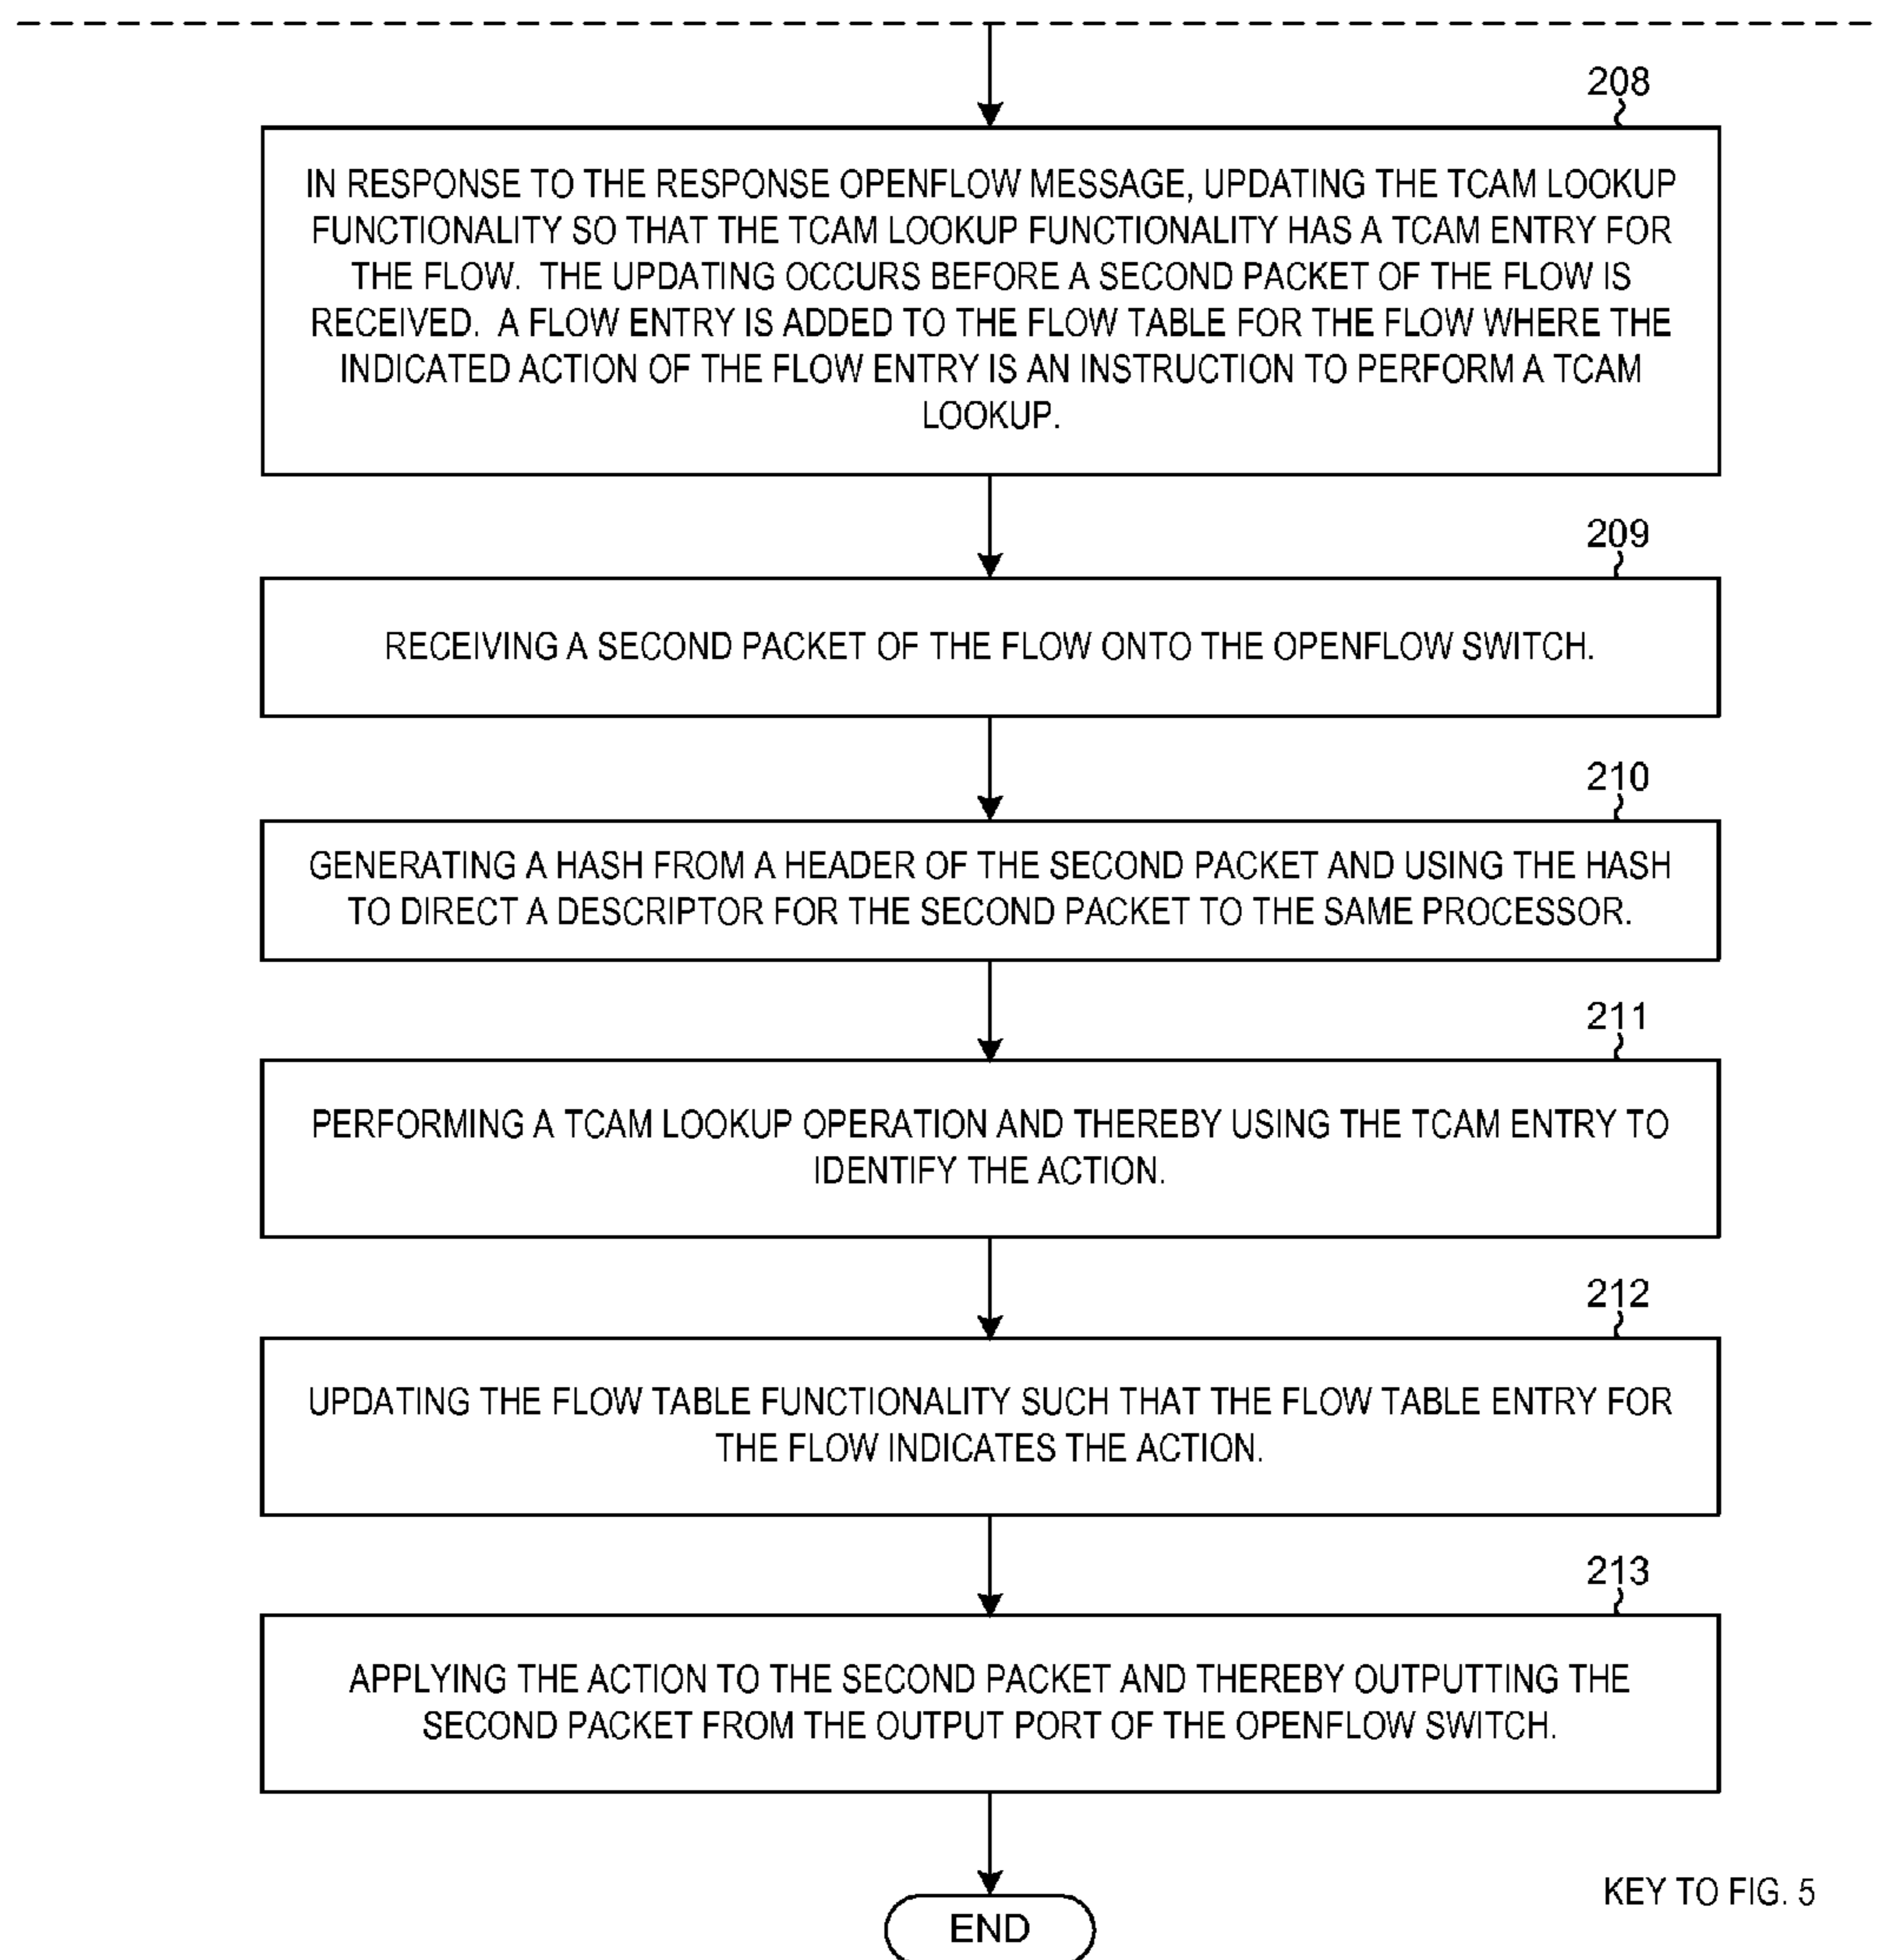 208
IN RESPONSE TO THE RESPONSE OPENFLOW MESSAGE, UPDATING THE TCAM LOOKUP
FUNCTIONALITY SO THAT THE TCAM LOOKUP FUNCTIONALITY HAS A TCAM ENTRY FOR
THE FLOW.  THE UPDATING OCCURS BEFORE A SECOND PACKET OF THE FLOW IS
RECEIVED.  A FLOW ENTRY IS ADDED TO THE FLOW TABLE FOR THE FLOW WHERE THE
INDICATED ACTION OF THE FLOW ENTRY IS AN INSTRUCTION TO PERFORM A TCAM
LOOKUP.
209
RECEIVING A SECOND PACKET OF THE FLOW ONTO THE OPENFLOW SWITCH.
210
GENERATING A HASH FROM A HEADER OF THE SECOND PACKET AND USING THE HASH
TO DIRECT A DESCRIPTOR FOR THE SECOND PACKET TO THE SAME PROCESSOR.
211
PERFORMING A TCAM LOOKUP OPERATION AND THEREBY USING THE TCAM ENTRY TO
IDENTIFY THE ACTION.
212
UPDATING THE FLOW TABLE FUNCTIONALITY SUCH THAT THE FLOW TABLE ENTRY FOR
THE FLOW INDICATES THE ACTION.
213
APPLYING THE ACTION TO THE SECOND PACKET AND THEREBY OUTPUTTING THE
SECOND PACKET FROM THE OUTPUT PORT OF THE OPENFLOW SWITCH.
KEY TO FIG. 5
END